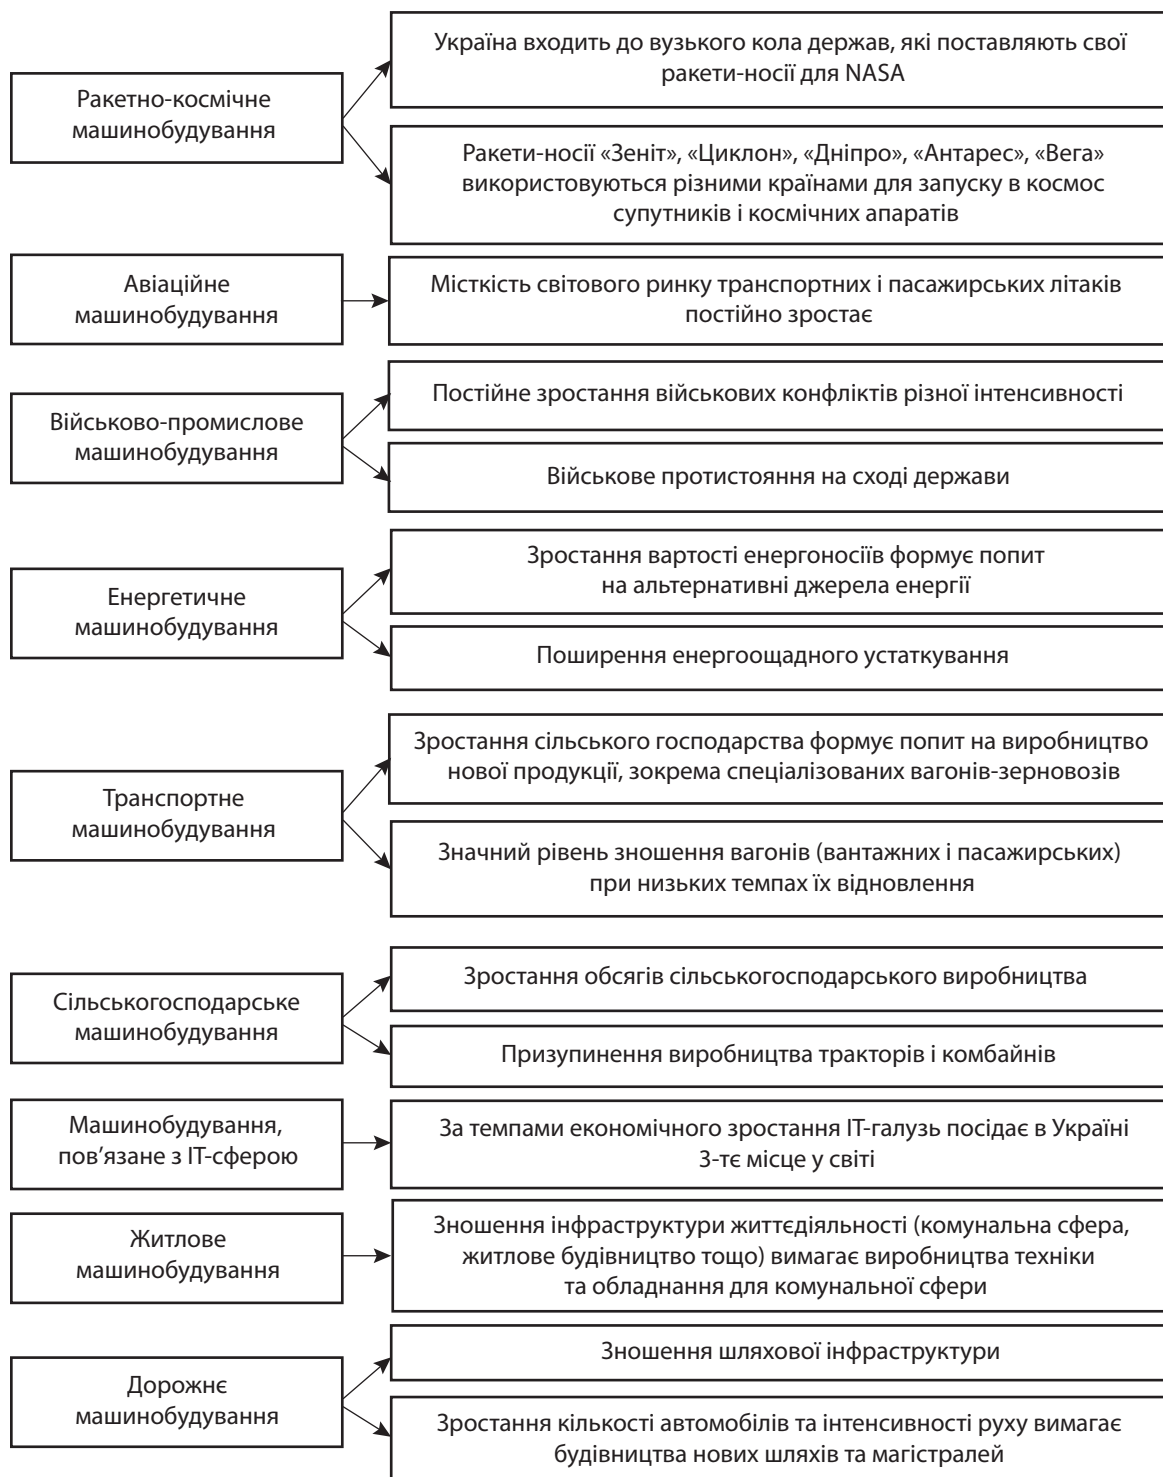 Ракетно-космічне
машинобудування
Україна входить до вузького кола держав, які поставляють свої
ракети-носії для NASA
Ракети-носії «Зеніт», «Циклон», «Дніпро», «Антарес», «Вега»
використовуються різними країнами для запуску в космос
супутників і космічних апаратів
Авіаційне
машинобудування
Місткість світового ринку транспортних і пасажирських літаків
постійно зростає
Військово-промислове
машинобудування
Постійне зростання військових конфліктів різної інтенсивності
Військове протистояння на сході держави
Енергетичне
машинобудування
Зростання вартості енергоносіїв формує попит
на альтернативні джерела енергії
Поширення енергоощадного устаткування
Транспортне
машинобудування
Зростання сільського господарства формує попит на виробництво
нової продукції, зокрема спеціалізованих вагонів-зерновозів
Значний рівень зношення вагонів (вантажних і пасажирських)
при низьких темпах їх відновлення
Сільськогосподарське
машинобудування
Зростання обсягів сільськогосподарського виробництва
Призупинення виробництва тракторів і комбайнів
Машинобудування,
пов’язане з ІТ-сферою
За темпами економічного зростання ІТ-галузь посідає в Україні
3-тє місце у світі
Житлове
машинобудування
Зношення інфраструктури життєдіяльності (комунальна сфера,
житлове будівництво тощо) вимагає виробництва техніки
та обладнання для комунальної сфери
Дорожнє
машинобудування
Зношення шляхової інфраструктури
Зростання кількості автомобілів та інтенсивності руху вимагає
будівництва нових шляхів та магістралей